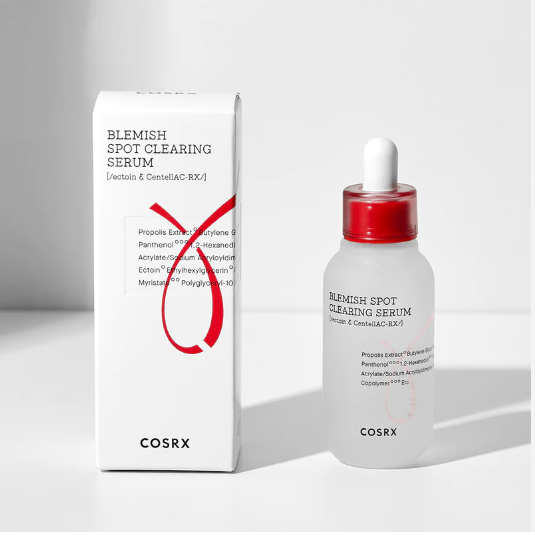 COSRX
BLEMISH
SPOT CLEARING
SERUM
[/ectoin & CentellAC-RX/]
Propolis Extract° Butylene G
Panthenol°°° 1,2-Hexanedi
Acrylate/Sodium Acryloyldim
Ectoin° Ethylhexylglycerin°
Myristate°° Polyglyceryl-10
COSRX
BLEMISH SPOT
CLEARING SERUM
[/ectoin & CentellAC-RX/]
Propolis Extract° Butylene
Panthenol°°° 1,2-Hexanedi
Acrylate/Sodium Acryloyldim
Copolymer°°° Etc
COSRX